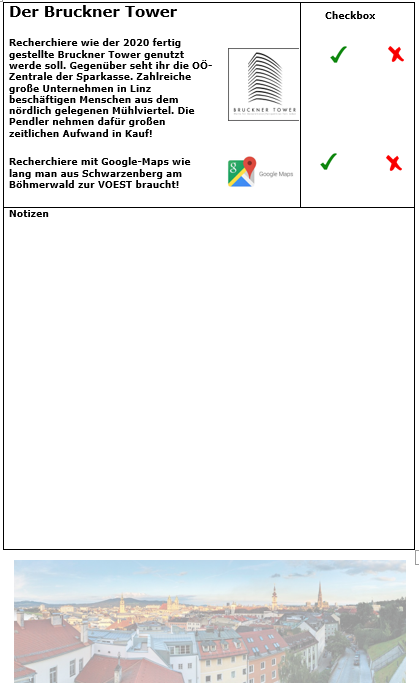 Der Bruckner Tower
Checkbox
Recherchiere wie der 2020 fertig
gestellte Bruckner Tower genutzt
werde soll. Gegenüber seht ihr die OÖ-
Zentrale der Sparkasse. Zahlreiche
große Unternehmen in Linz
beschäftigen Menschen aus dem
nördlich gelegenen Mühlviertel. Die
Pendler nehmen dafür großen
zeitlichen Aufwand in Kauf!
BRUCKNER TOWER
Recherchiere mit Google-Maps wie
lang man aus Schwarzenberg am
Böhmerwald zur VOEST braucht!
8
Google Maps
Notizen